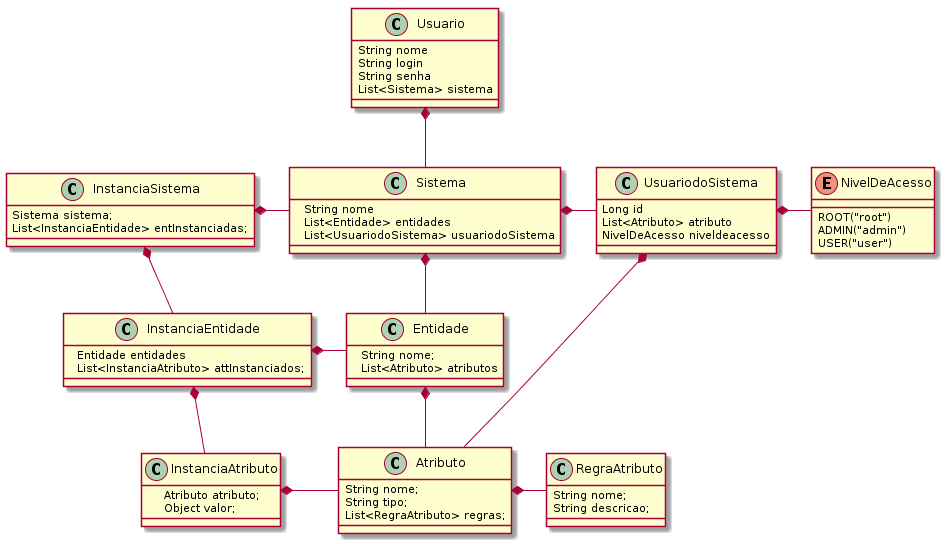 C Usuario
String nome
String login
String senha
List<Sistema> sistema
C InstanciaSistema
Sistema sistema;
List<InstanciaEntidade> entInstanciadas;
C Sistema
String nome
List<Entidade> entidades
List<UsuariodoSistema> usuariodoSistema
C UsuariodoSistema
Long id
List<Atributo> atributo
NivelDeAcesso niveldeacesso
E NivelDeAcesso
ROOT("root")
ADMIN("admin")
USER("user")
C InstanciaEntidade
Entidade entidades
List<InstanciaAtributo> attInstanciados;
C Entidade
String nome;
List<Atributo> atributos
C InstanciaAtributo
Atributo atributo;
Object valor;
C Atributo
String nome;
String tipo;
List<RegraAtributo> regras;
C RegraAtributo
String nome;
String descricao;